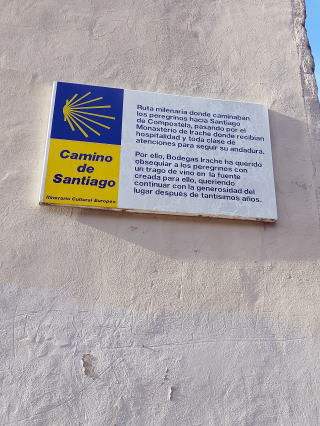 Camino
de
Santiago
Itinerario Cultural Europeo
Ruta milenaria donde caminaban
los peregrinos hacia Santiago
de Compostela, pasando por el
Monasterio de Irache donde recibian
hospitalidad y toda clase de
atenciones para seguir su andadura.
Por ello, Bodegas Irache ha querido
obsequiar a los peregrinos con
un trago de vino en la fuente
creada para ello, queriendo
continuar con la generosidad del
lugar después de tantísimos años.